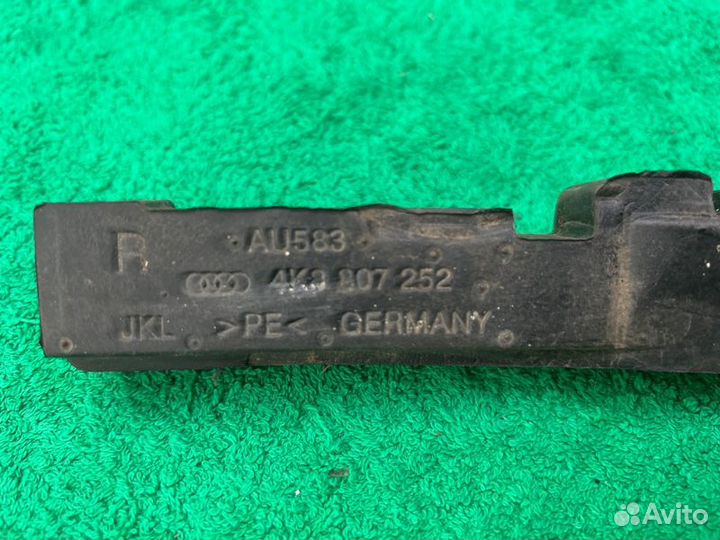 R
AU583
4K8 807 252
JKL >PE< GERMANY
Avito